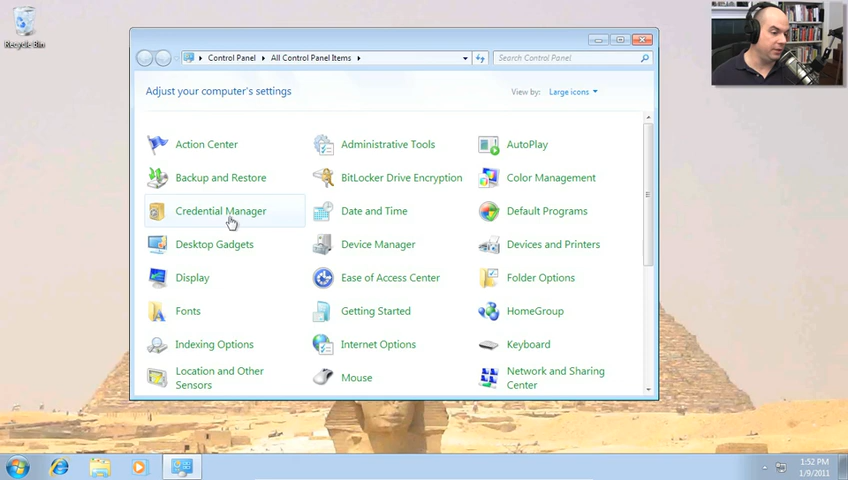 Recycle Bin
Control Panel
All Control Panel Items
Search Control Panel
Adjust your computer's settings
View by: Large icons
Action Center
Administrative Tools
AutoPlay
Backup and Restore
BitLocker Drive Encryption
Color Management
Credential Manager
Date and Time
Default Programs
Desktop Gadgets
Device Manager
Devices and Printers
Display
Ease of Access Center
Folder Options
Fonts
Getting Started
HomeGroup
Indexing Options
Internet Options
Keyboard
Location and Other
Sensors
Mouse
Network and Sharing
Center
1:52 PM
1/9/2011